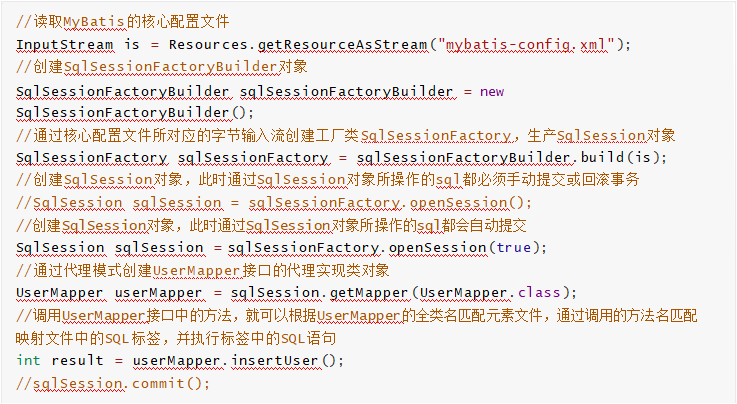 //读取MyBatis的核心配置文件
InputStream is = Resources.getResourceAsStream("mybatis-config.xml");
//创建SqlSessionFactoryBuilder对象
SqlSessionFactoryBuilder sqlSessionFactoryBuilder = new
SqlSessionFactoryBuilder();
//通过核心配置文件所对应的字节输入流创建工厂类SqlSessionFactory，生产SqlSession对象
SqlSessionFactory sqlSessionFactory = sqlSessionFactoryBuilder.build(is);
//创建SqlSession对象，此时通过SqlSession对象所操作的sql都必须手动提交或回滚事务
//SqlSession sqlSession = sqlSessionFactory.openSession();
//创建SqlSession对象，此时通过SqlSession对象所操作的sql都会自动提交
SqlSession sqlSession =sqlSessionFactory.openSession(true);
//通过代理模式创建UserMapper接口的代理实现类对象
UserMapper userMapper = sqlSession.getMapper(UserMapper.class);
//调用UserMapper接口中的方法，就可以根据UserMapper的全类名匹配元素文件，通过调用的方法名匹配
映射文件中的SQL标签，并执行标签中的SQL语句
int result = userMapper.insertUser();
//sqlSession.commit();